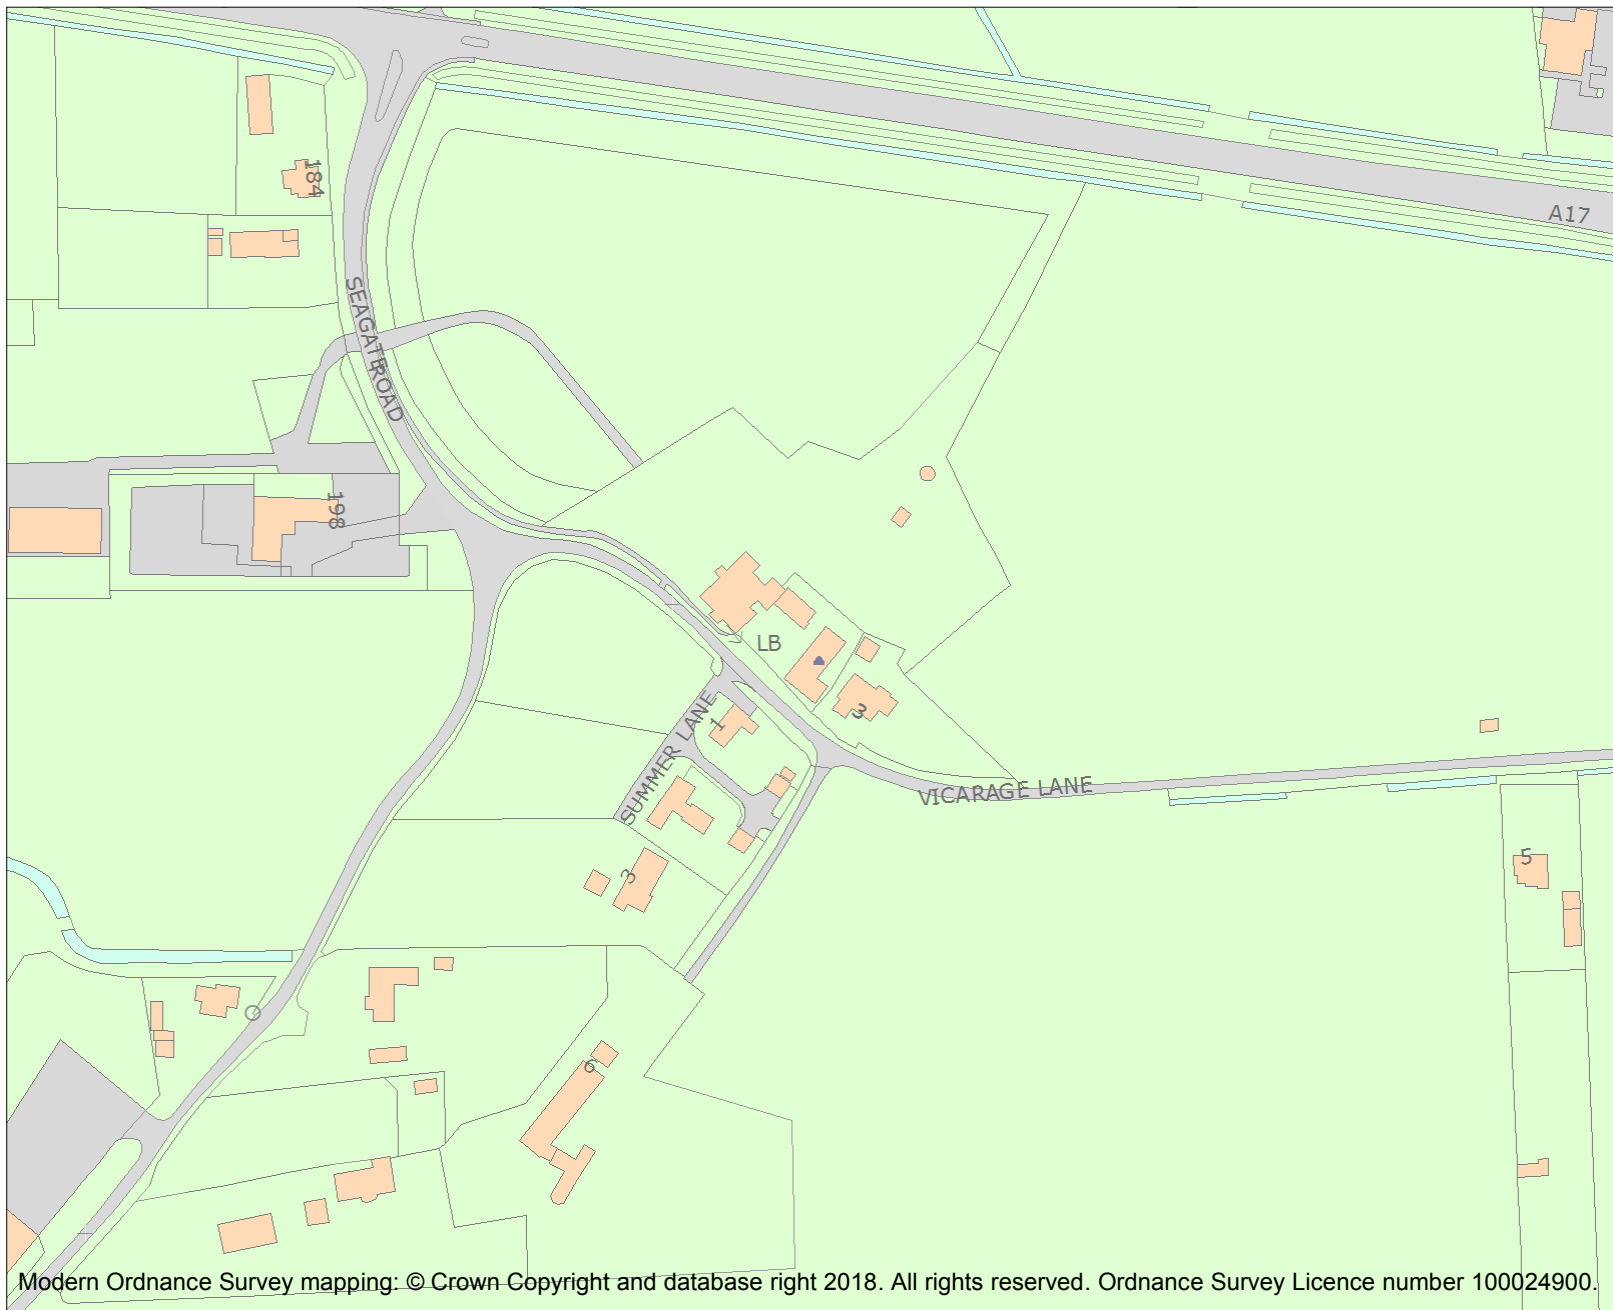 184
A17
SEAGATE ROAD
198
LB
3
1
SUMMER LANE
VICARAGE LANE
5
3
6
Modern Ordnance Survey mapping: © Crown Copyright and database right 2018. All rights reserved. Ordnance Survey Licence number 100024900.